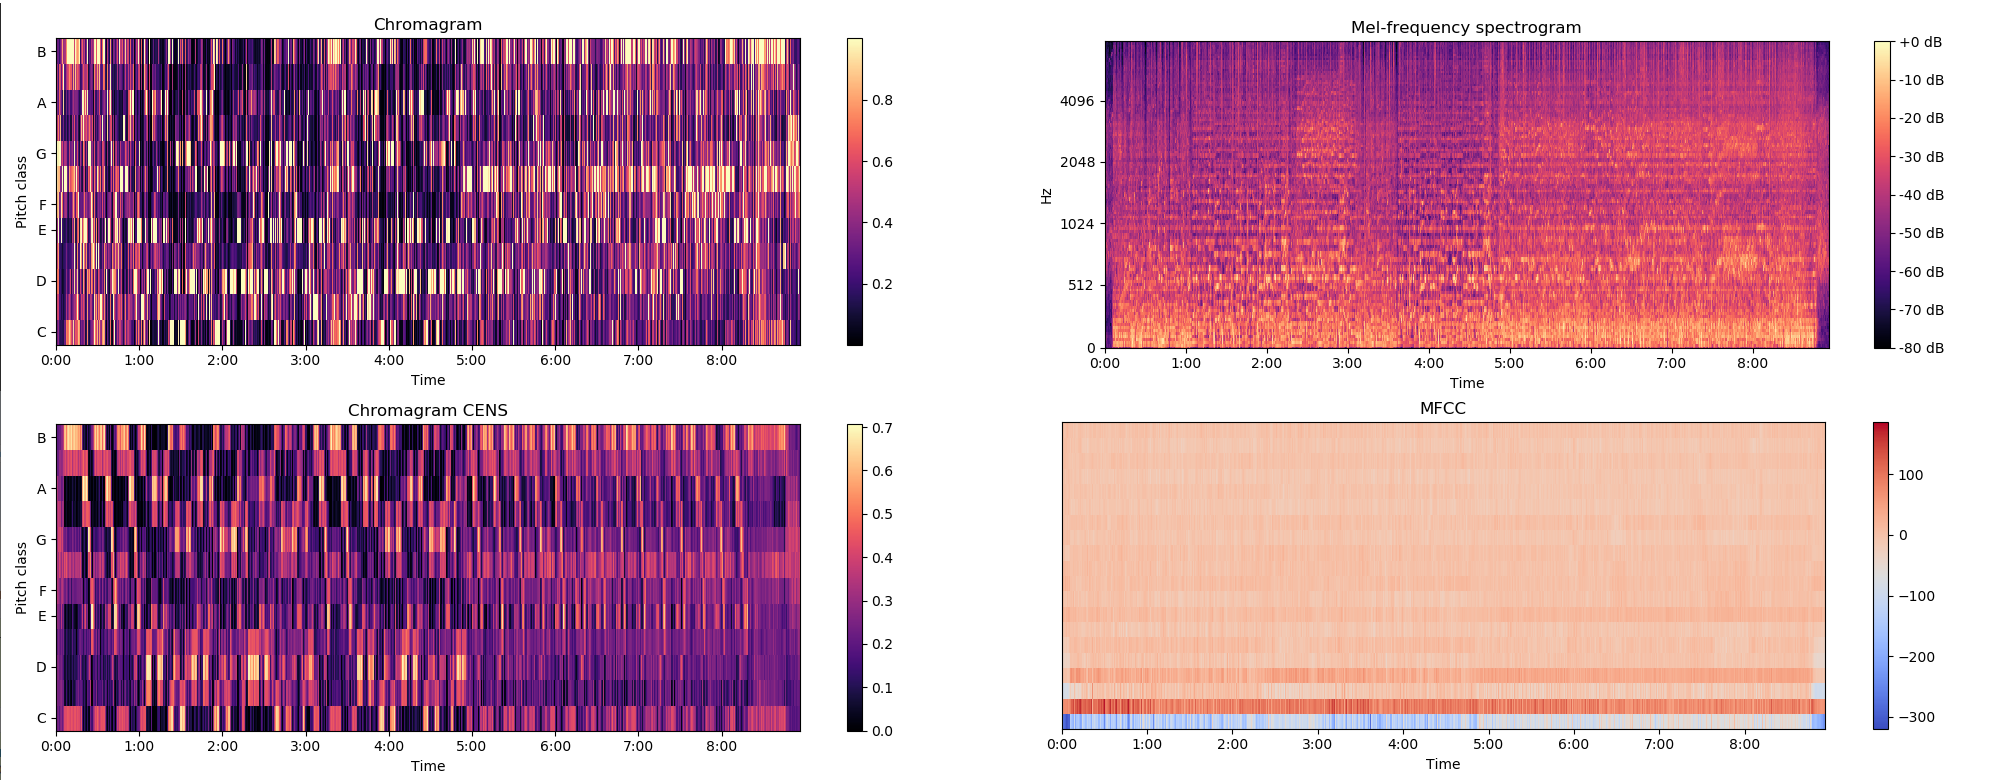 Chromagram
B
A
G
F
E
D
C
Pitch class
0:00 1:00 2:00 3:00 4:00 5:00 6:00 7:00 8:00
Time
0.8
0.6
0.4
0.2
Mel-frequency spectrogram
4096
2048
1024
512
0
Hz
0:00 1:00 2:00 3:00 4:00 5:00 6:00 7:00 8:00
Time
+0 dB
-10 dB
-20 dB
-30 dB
-40 dB
-50 dB
-60 dB
-70 dB
-80 dB
Chromagram CENS
B
A
G
F
E
D
C
Pitch class
0:00 1:00 2:00 3:00 4:00 5:00 6:00 7:00 8:00
Time
0.7
0.6
0.5
0.4
0.3
0.2
0.1
0.0
MFCC
0:00 1:00 2:00 3:00 4:00 5:00 6:00 7:00 8:00
Time
100
0
−100
−200
−300